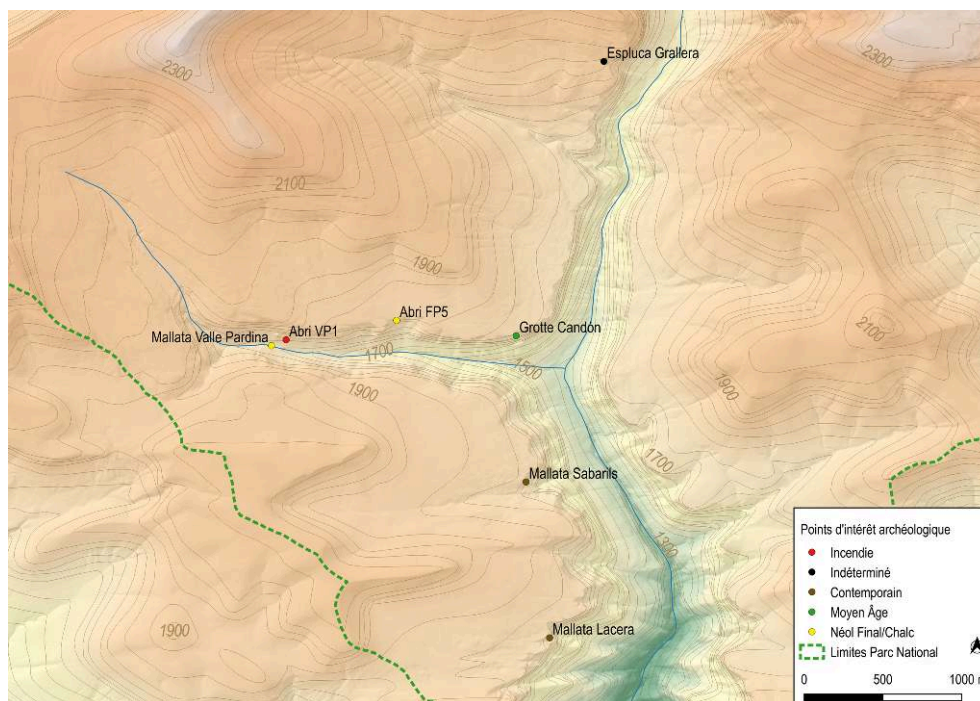 Espluca Grallera
2300
2300
2100
1900
Abri FP5
Abri VP1
Grotte Candón
Mallata Valle Pardina
1700
1500
1900
2100
1900
Mallata Sabarils
1700
1300
Mallata Lacera
1900
Points d'intérêt archéologique
Incendie
Indéterminé
Contemporain
Moyen Âge
Néol Final/Chalc
Limites Parc National
0 500 1000 m